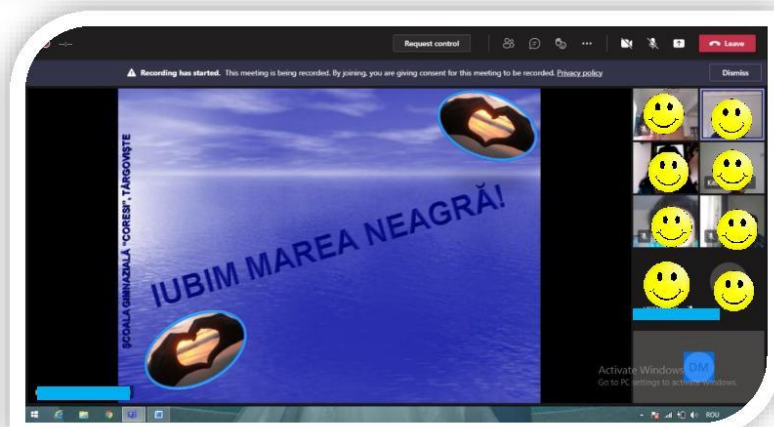 Request control
Leave
Recording has started. This meeting is being recorded. By joining, you are giving consent for this meeting to be recorded. Privacy policy
Dismiss
ȘCOALA GIMNAZIALĂ "CORESI", TÂRGOVIȘTE
IUBIM MAREA NEAGRĂ!
DM
Activate Windows
Go to PC settings to activate Windows.
ROU